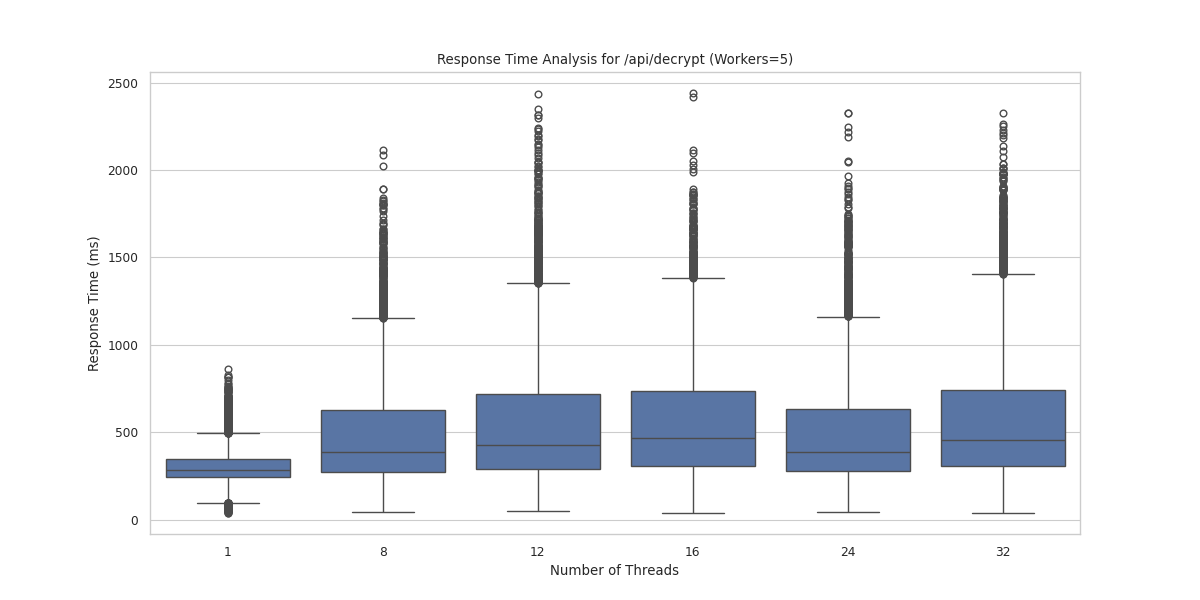 Response Time Analysis for /api/decrypt (Workers=5)
2500
2000
1500
1000
500
0
Response Time (ms)
1 8 12 16 24 32
Number of Threads